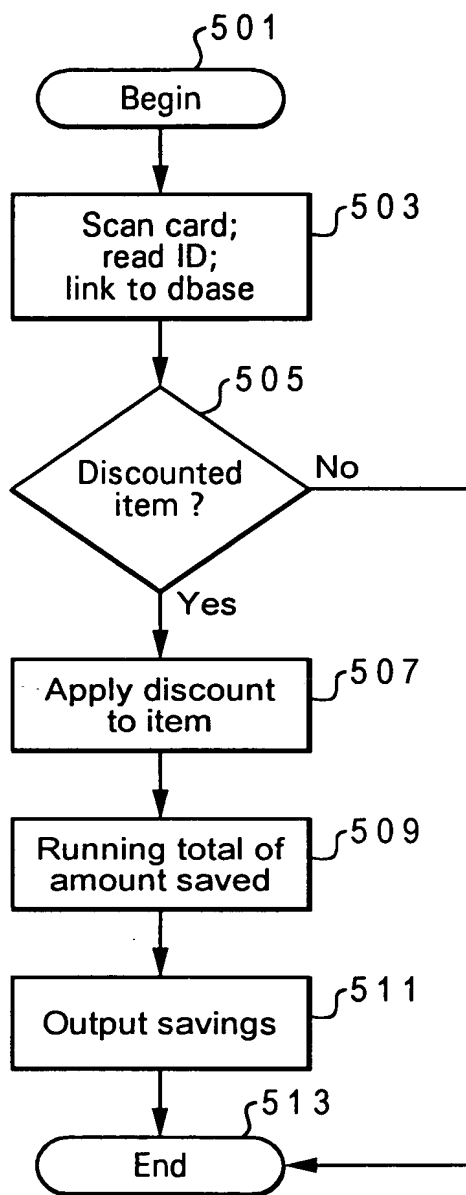 501
Begin
503
Scan card;
read ID;
link to dbase
505
Discounted
item ?
No
Yes
507
Apply discount
to item
509
Running total of
amount saved
511
Output savings
513
End